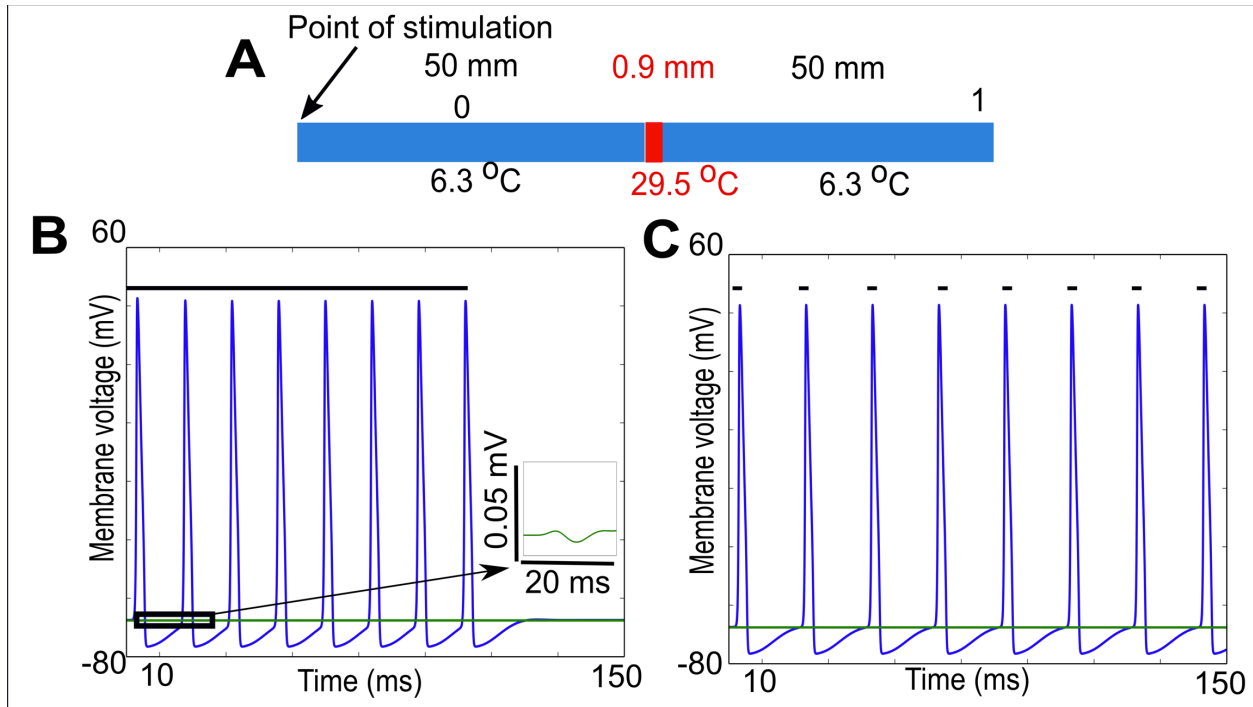 Point of stimulation
A
50 mm 0.9 mm 50 mm
0 1
6.3 °C 29.5 °C 6.3 °C
B
60
Membrane voltage (mV)
0.05 mV
20 ms
-80
10 Time (ms) 150
C
60
Membrane voltage (mV)
-80
10 Time (ms) 150